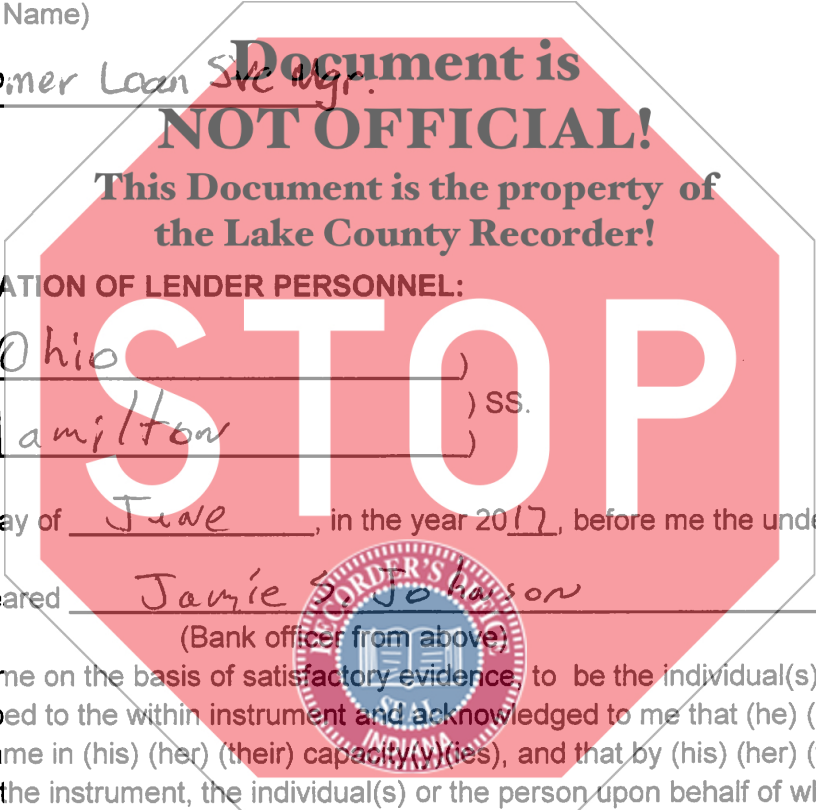 Name)
Document is
mer Loan Svc Mgr.
NOT OFFICIAL!
This Document is the property of
the Lake County Recorder!
ATION OF LENDER PERSONNEL:
STOP
Ohio )
) SS.
amilton )
ay of June, in the year 2017, before me the unde
ared Jamie S. Johnson
(Bank officer from above)
me on the basis of satisfactory evidence, to be the individual(s)
ed to the within instrument and acknowledged to me that (he) (
me in (his) (her) (their) capacity(y)(ies), and that by (his) (her) (
the instrument, the individual(s) or the person upon behalf of wh
RECORDER'S OFFICE
SEAL
INDIANA